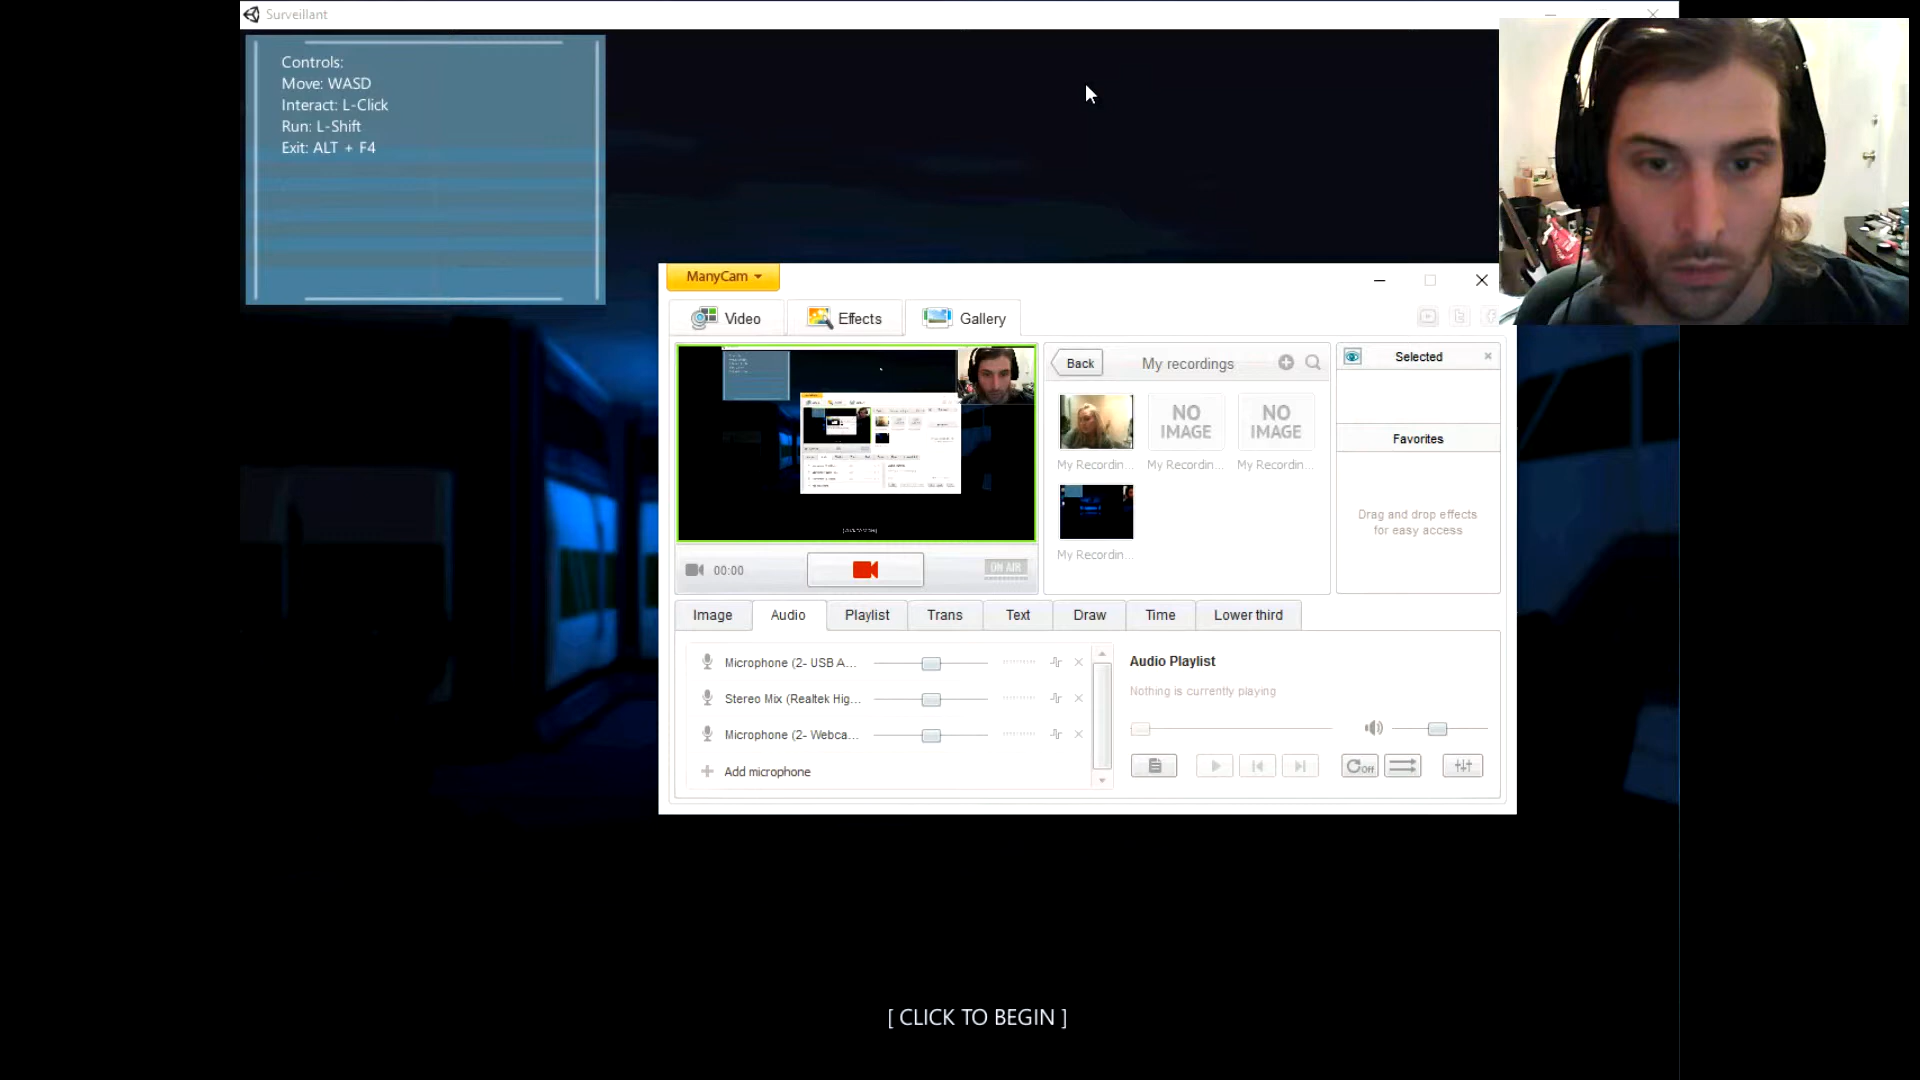 Surveillant
Controls:
Move: WASD
Interact: L-Click
Run: L-Shift
Exit: ALT + F4
ManyCam
Video
Effects
Gallery
Back
My recordings
Selected
NO IMAGE
NO IMAGE
My Recordin...
My Recordin...
My Recordin...
Favorites
Drag and drop effects
for easy access
My Recordin...
00:00
ON AIR
Image
Audio
Playlist
Trans
Text
Draw
Time
Lower third
Microphone (2- USB A...
Audio Playlist
Nothing is currently playing
Stereo Mix (Realtek Hig...
Microphone (2- Webca...
Add microphone
Off
[ CLICK TO BEGIN ]